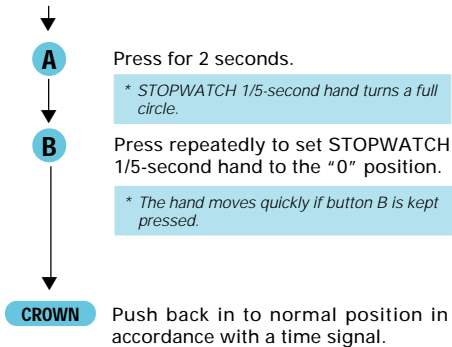 A
Press for 2 seconds.
* STOPWATCH 1/5-second hand turns a full
circle.
B
Press repeatedly to set STOPWATCH
1/5-second hand to the “0” position.
* The hand moves quickly if button B is kept
pressed.
CROWN
Push back in to normal position in
accordance with a time signal.